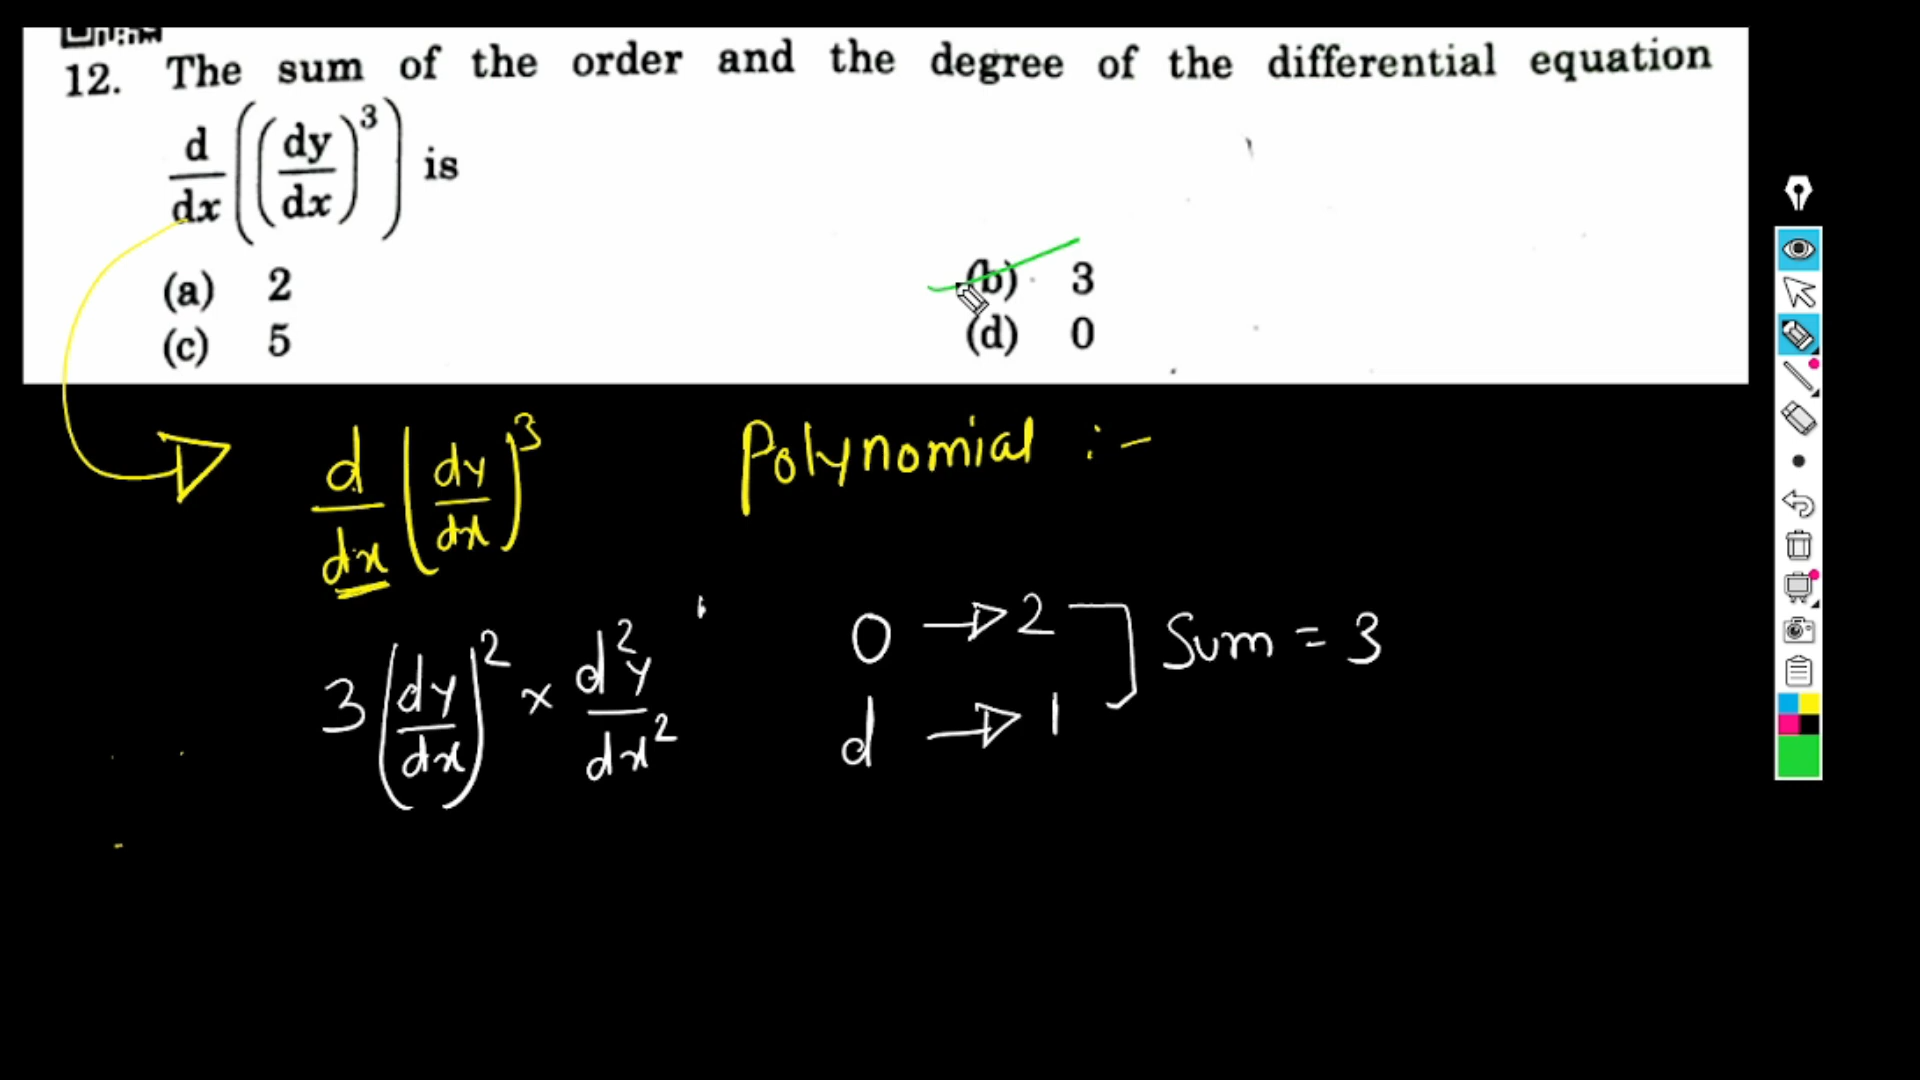 12. The sum of the order and the degree of the differential equation
d/dx((dy/dx)^3) is
(a) 2
(b) 3
(c) 5
(d) 0
d/dx (dy/dx)^3
Polynomial :-
3(dy/dx)^2 × d^2y/dx^2
O → 2
d → 1
Sum = 3